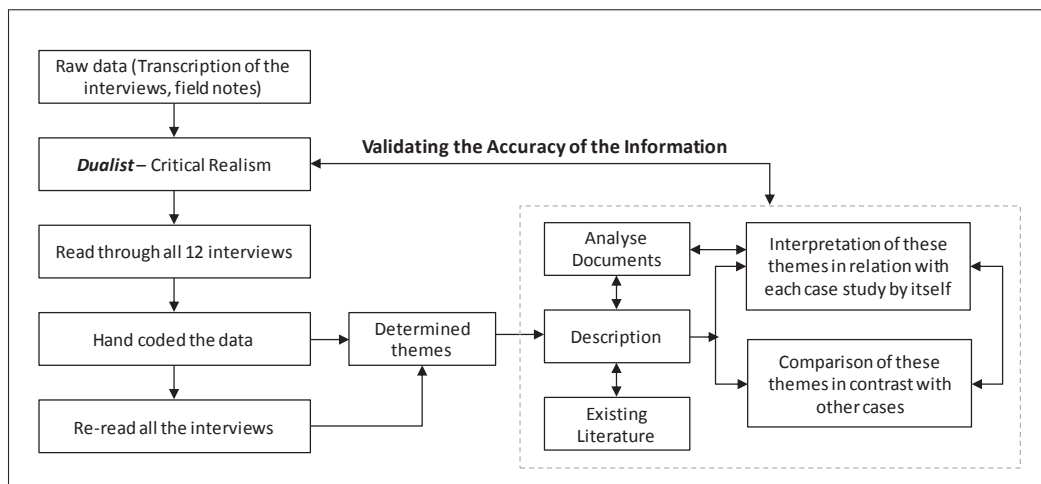 Raw data (Transcription of the
interviews, field notes)
Dualist – Critical Realism
Validating the Accuracy of the Information
Read through all 12 interviews
Hand coded the data
Re-read all the interviews
Determined
themes
Analyse
Documents
Description
Existing
Literature
Interpretation of these
themes in relation with
each case study by itself
Comparison of these
themes in contrast with
other cases